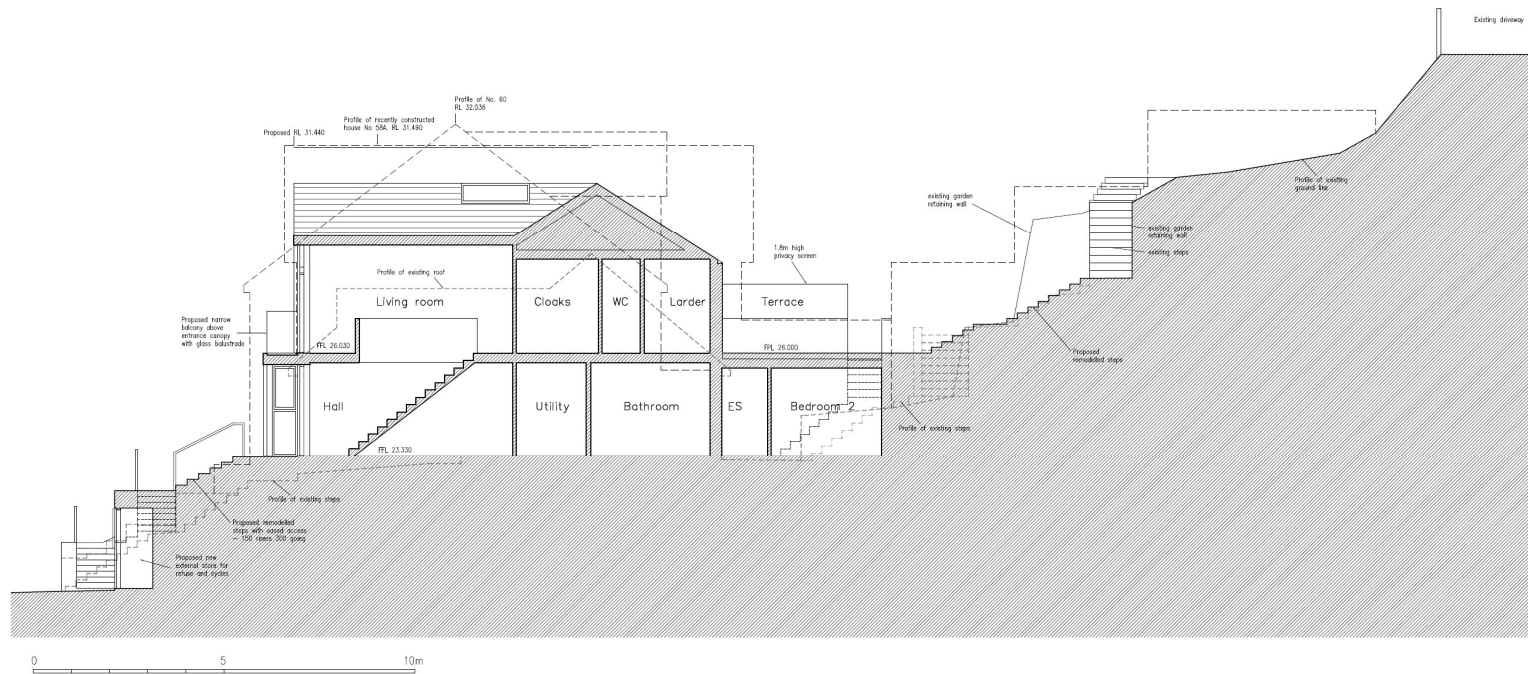 Existing driveway
Profile of No. 60
RL 32.036
Profile of recently constructed
house No 58A. RL 31.490
Proposed RL 31.440
Profile of existing
ground line
existing garden
retaining wall
existing garden
retaining wall
existing steps
1.8m high
privacy screen
Profile of existing roof
Living room
Cloaks
WC
Larder
Terrace
Proposed narrow
balcony above
entrance canopy
with glass balustrade
FFL 26.030
FPL 26.000
Proposed
remodelled steps
Hall
Utility
Bathroom
ES
Bedroom 2
Profile of existing steps
FFL 23.330
Profile of existing steps
Proposed remodelled
steps with eased access
- 150 risers 300 going
Proposed new
external store for
refuse and cycles
0 5 10m